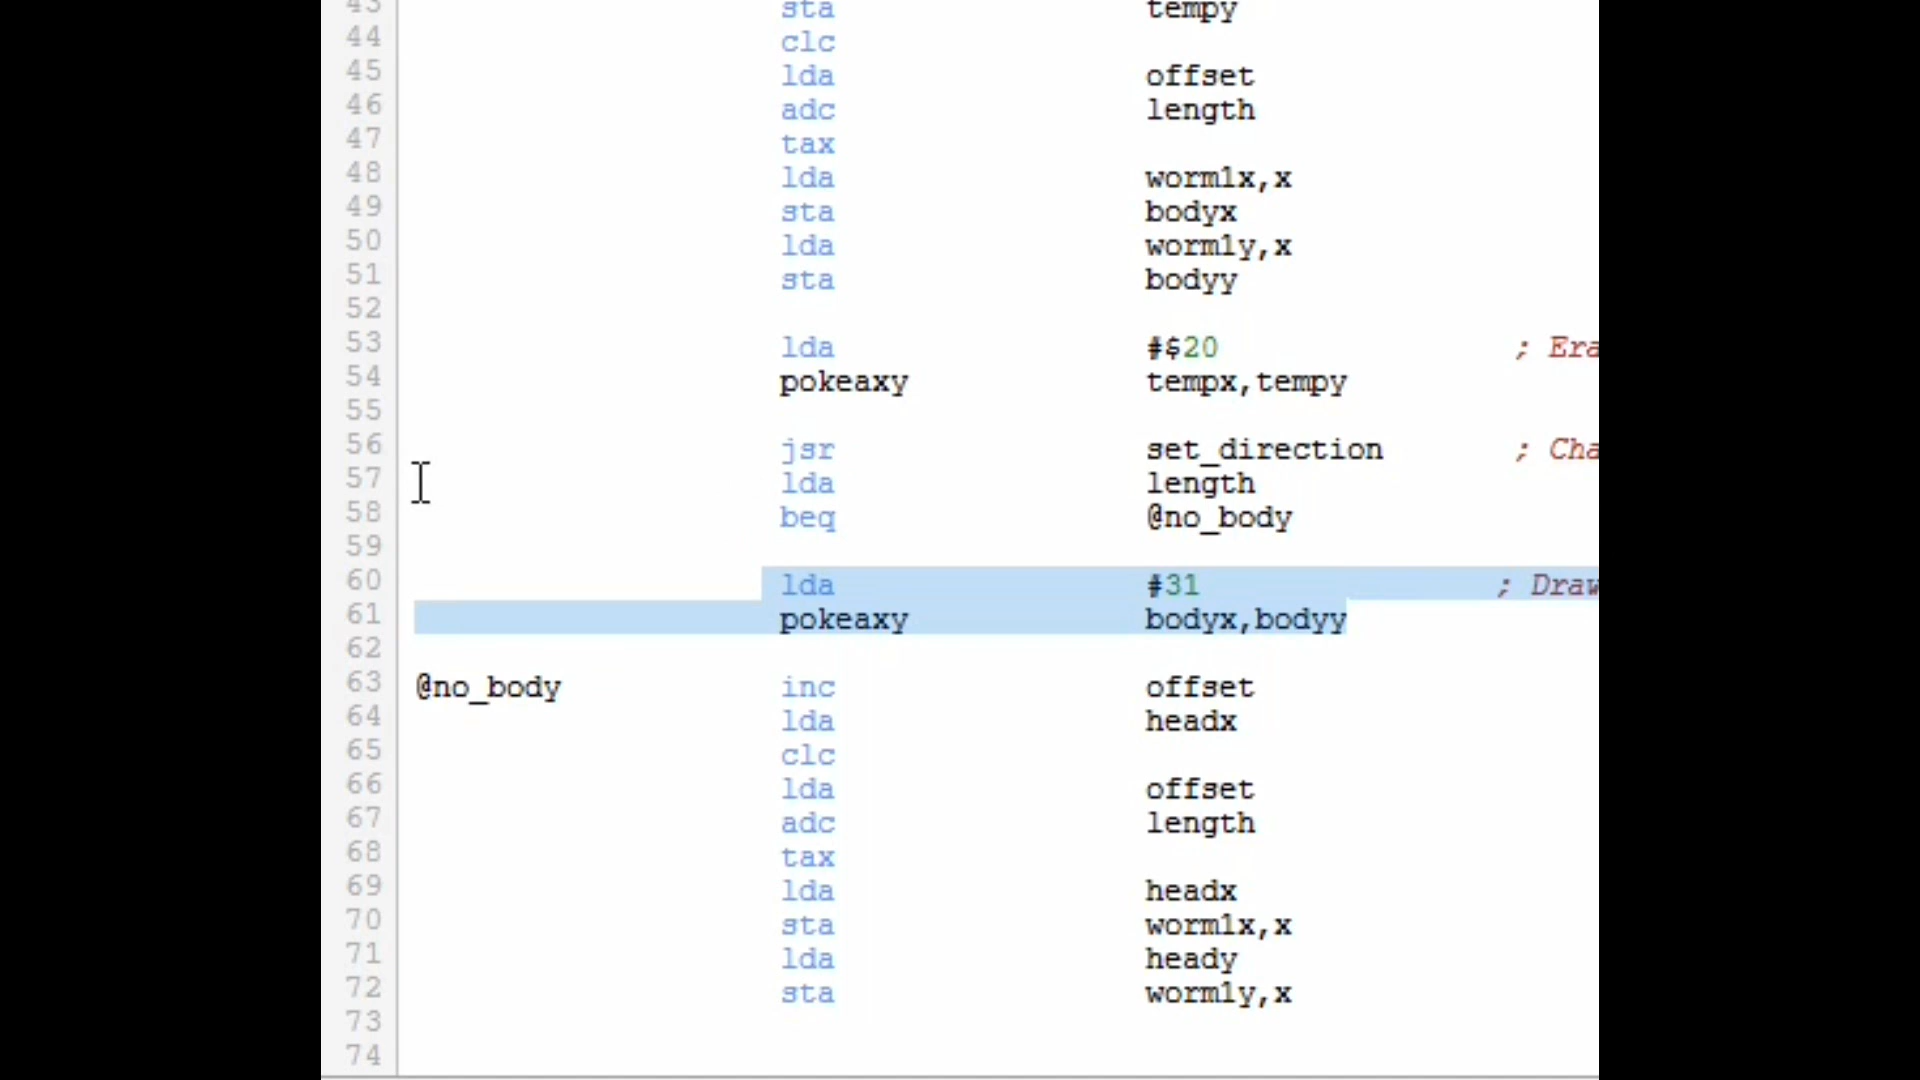 43 sta tempy
44 clc
45 lda offset
46 adc length
47 tax
48 lda worm1x,x
49 sta bodyx
50 lda worm1y,x
51 sta bodyy
52
53 lda #$20 ; Era
54 pokeaxy tempx,tempy
55
56 jsr set_direction ; Cha
57 lda length
58 beq @no_body
59
60 lda #31 ; Draw
61 pokeaxy bodyx,bodyy
62
63 @no_body inc offset
64 lda headx
65 clc
66 lda offset
67 adc length
68 tax
69 lda headx
70 sta worm1x,x
71 lda heady
72 sta worm1y,x
73
74